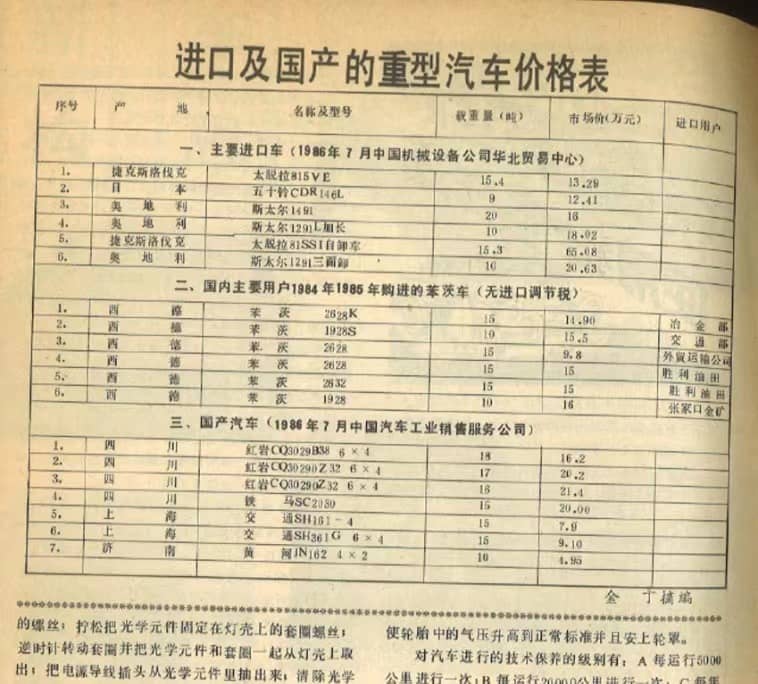 进口及国产的重型汽车价格表
序号 产地 名称及型号 载重量（吨） 市场价（万元） 进口用户
一、主要进口车（1986年7月中国机械设备公司华北贸易中心）
1. 捷克斯洛伐克 太脱拉815VE 15.4 13.29
2. 日本 五十铃CDR146L 9 12.41
3. 奥地利 斯太尔1491 20 16
4. 奥地利 斯太尔1291L加长 10 18.02
5. 捷克斯洛伐克 太脱拉81SS1自卸车 15.3 65.08
6. 奥地利 斯太尔1291三面卸 10 20.63
二、国内主要用户1984年1985年购进的苯茨车（无进口调节税）
1. 西德 苯茨 2628K 15 14.90 冶金部
2. 西德 苯茨 1928S 10 15.5 交通部
3. 西德 苯茨 2628 15 9.8 外贸运输公司
4. 西德 苯茨 2628 15 15 胜利油田
5. 西德 苯茨 2632 15 15 胜利油田
6. 西德 苯茨 1928 10 16 张家口金矿
三、国产汽车（1986年7月中国汽车工业销售服务公司）
1. 四川 红岩CQ3029B38 6×4 18 16.2
2. 四川 红岩CQ30290Z32 6×4 17 20.2
3. 四川 红岩CQ30290Z32 6×4 16 21.4
4. 四川 铁马SC2030 15 20.00
5. 上海 交通SH161-4 15 7.9
6. 上海 交通SH361G 6×4 15 9.10
7. 济南 黄河JN162 4×2 10 4.95
金丁摘编
的螺丝；拧松把光学元件固定在灯壳上的套圈螺丝；
逆时针转动套圈并把光学元件和套圈一起从灯壳上取
出；把电源导线插头从光学元件里抽出来；清除光学
使轮胎中的气压升高到正常标准并且安上轮罩。
对汽车进行的技术保养的级别有：A 每运行5000
公里进行一次；B 每运行20000公里进行一次；C 每隹